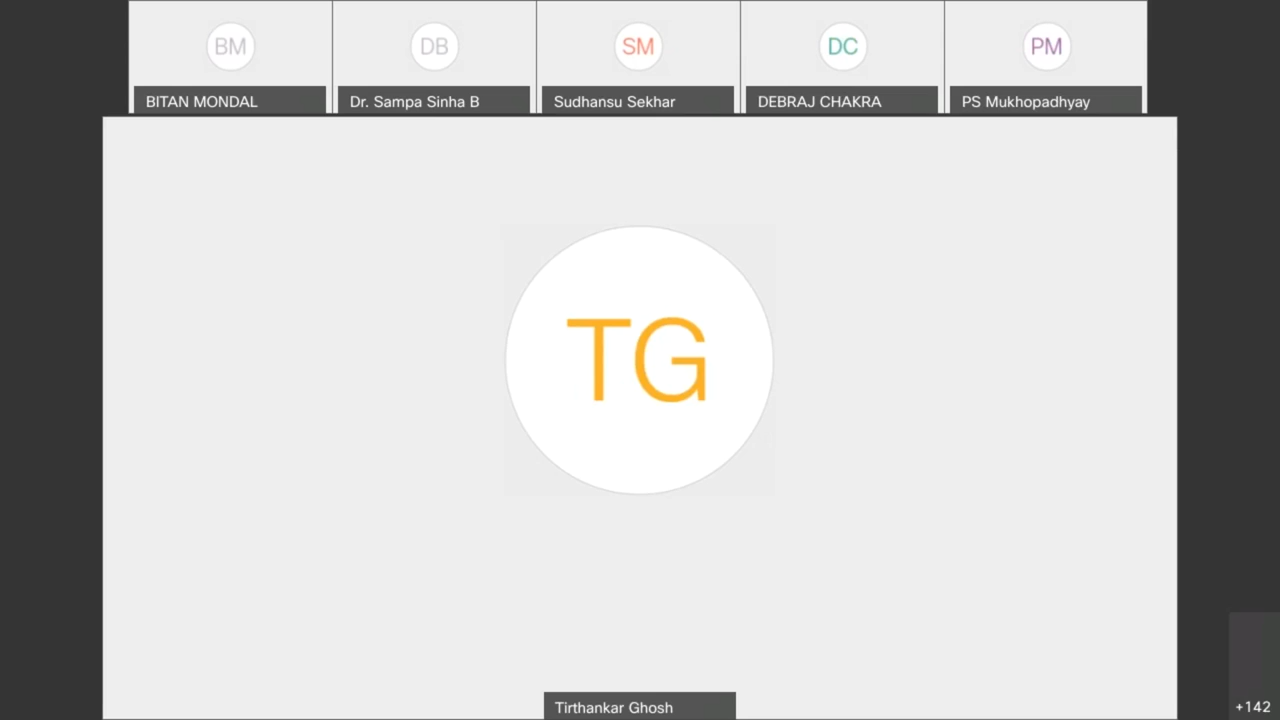 BM
DB
SM
DC
PM
BITAN MONDAL
Dr. Sampa Sinha B
Sudhansu Sekhar
DEBRAJ CHAKRA
PS Mukhopadhyay
TG
Tirthankar Ghosh
+142